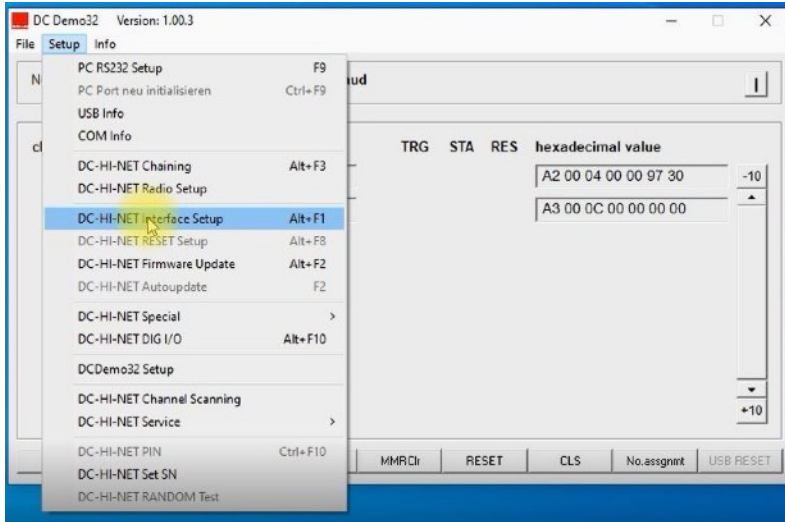 DC Demo32 Version: 1.00.3
File Setup Info
PC RS232 Setup F9
PC Port neu initialisieren Ctrl+F9
USB Info
COM Info
DC-HI-NET Chaining Alt+F3
DC-HI-NET Radio Setup
DC-HI-NET Interface Setup Alt+F1
DC-HI-NET RESET Setup Alt+F8
DC-HI-NET Firmware Update Alt+F2
DC-HI-NET Autoupdate F2
DC-HI-NET Special >
DC-HI-NET DIG I/O Alt+F10
DCDemo32 Setup
DC-HI-NET Channel Scanning
DC-HI-NET Service >
DC-HI-NET PIN Ctrl+F10
DC-HI-NET Set SN
DC-HI-NET RANDOM Test
TRG STA RES hexadecimal value
A2 00 04 00 00 97 30
A3 00 0C 00 00 00 00
-10
+10
MMRClr RESET CLS No.assgnmt USB RESET